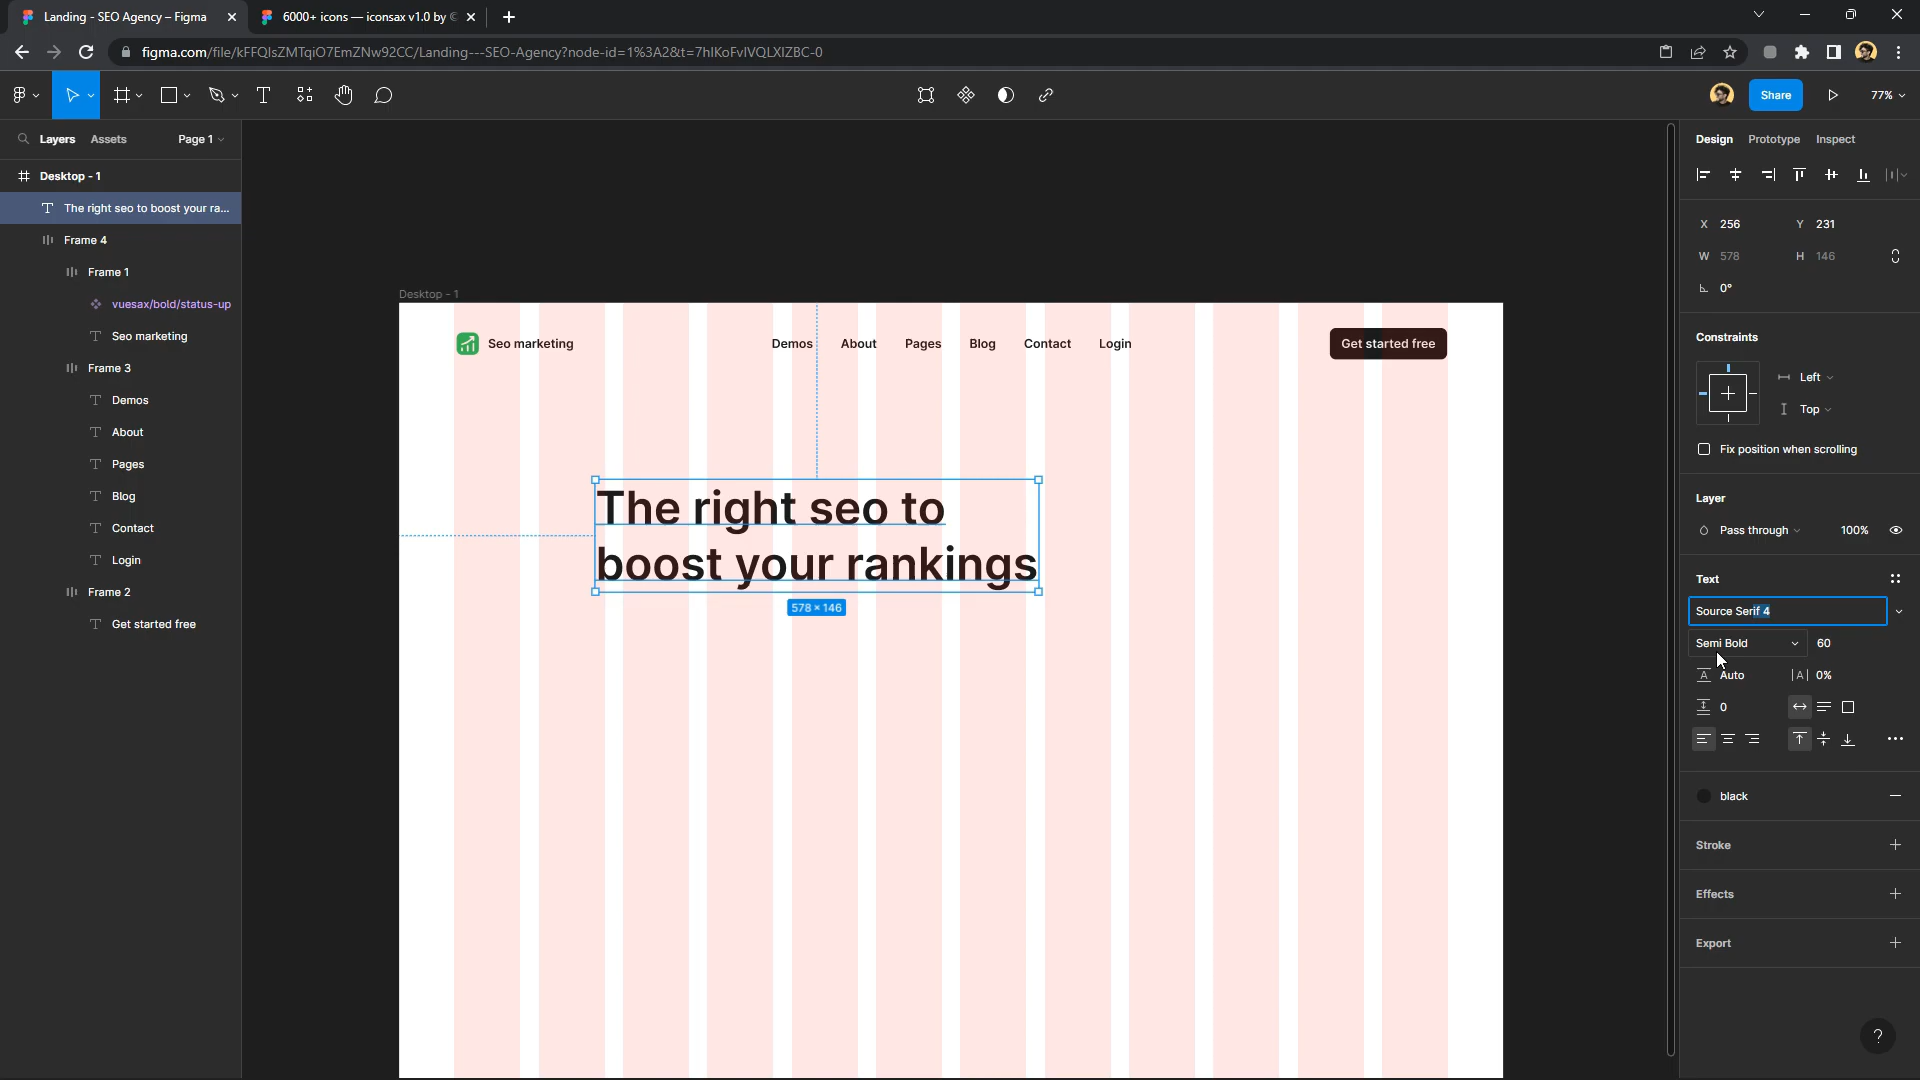 Landing - SEO Agency – Figma
6000+ icons — iconsax v1.0 by
figma.com/file/kFFQlsZMTqiO7EmZNw92CC/Landing---SEO-Agency?node-id=1%3A2&t=7hlKoFvIVQLXIZBC-0
Share
77%
Layers
Assets
Page 1
Desktop - 1
The right seo to boost your ra...
Frame 4
Frame 1
vuesax/bold/status-up
Seo marketing
Frame 3
Demos
About
Pages
Blog
Contact
Login
Frame 2
Get started free
Desktop - 1
Seo marketing
Demos
About
Pages
Blog
Contact
Login
Get started free
The right seo to
boost your rankings
578 × 146
Design
Prototype
Inspect
X 256
Y 231
W 578
H 146
0°
Constraints
Left
Top
Fix position when scrolling
Layer
Pass through
100%
Text
Source Serif 4
Semi Bold
60
Auto
0%
0
black
Stroke
Effects
Export
?